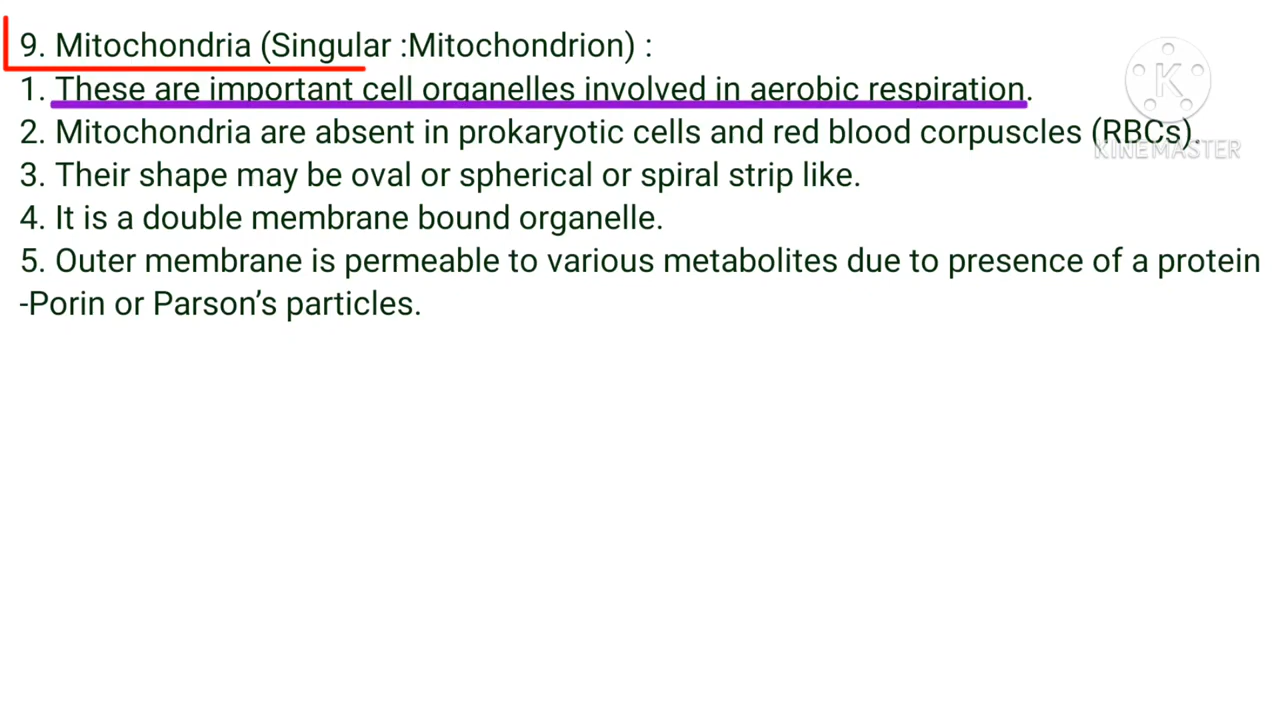 9. Mitochondria (Singular :Mitochondrion) :
1. These are important cell organelles involved in aerobic respiration.
2. Mitochondria are absent in prokaryotic cells and red blood corpuscles (RBCs).
3. Their shape may be oval or spherical or spiral strip like.
4. It is a double membrane bound organelle.
5. Outer membrane is permeable to various metabolites due to presence of a protein
-Porin or Parson’s particles.
K
KINEMASTER